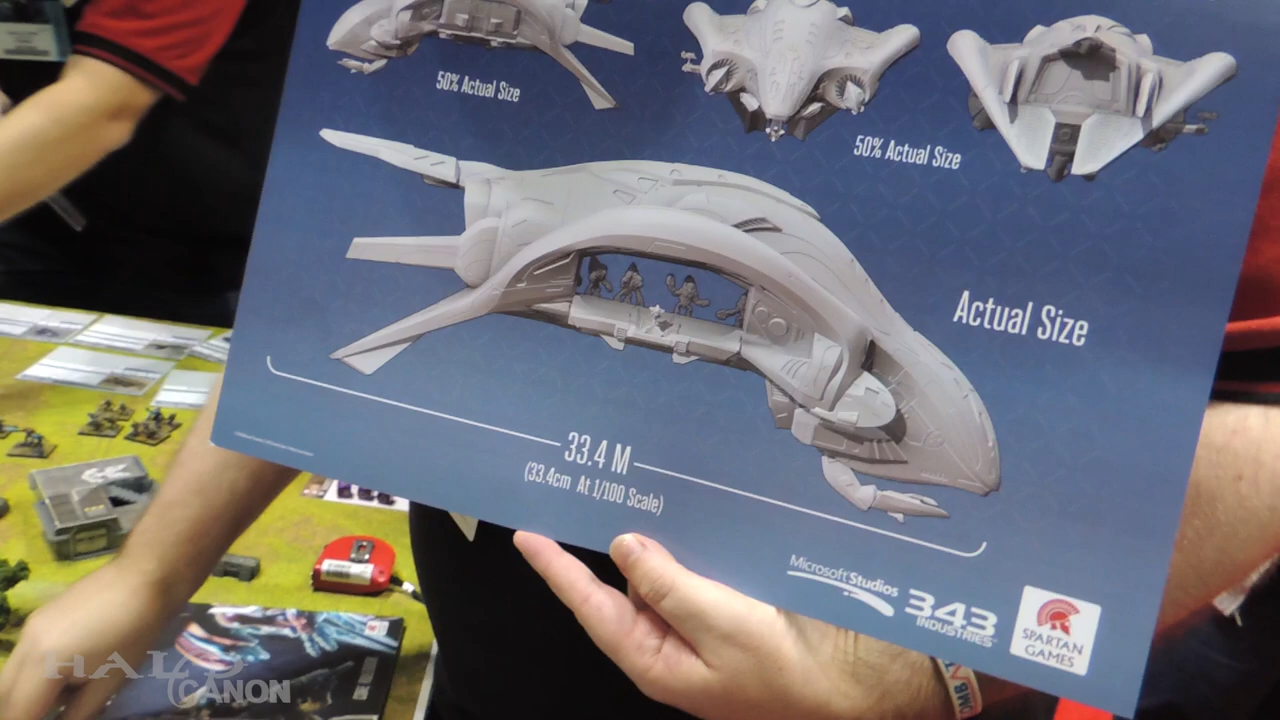 50% Actual Size
50% Actual Size
Actual Size
33.4 M
(33.4cm At 1/100 Scale)
Microsoft Studios
343
INDUSTRIES
SPARTAN
GAMES
HALO
CANON